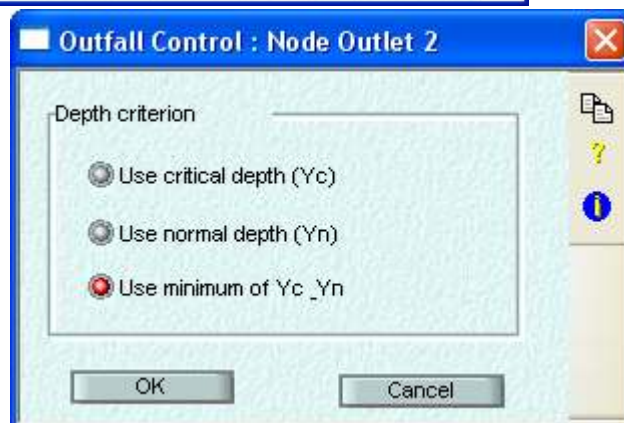 Outfall Control : Node Outlet 2
Depth criterion
Use critical depth (Yc)
Use normal depth (Yn)
Use minimum of Yc _Yn
OK
Cancel